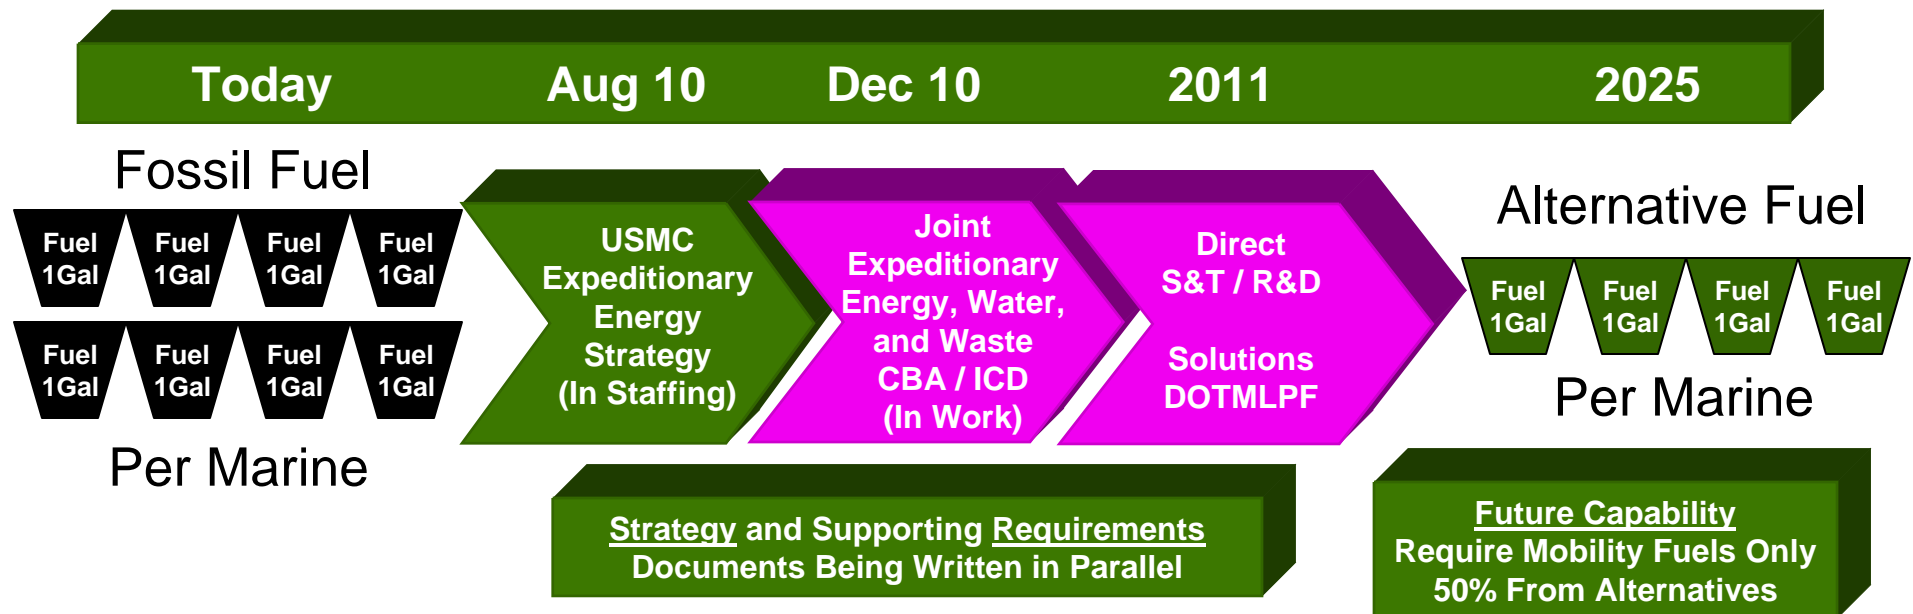 Today Aug 10 Dec 10 2011 2025
Fossil Fuel
Fuel 1Gal
Fuel 1Gal
Fuel 1Gal
Fuel 1Gal
Fuel 1Gal
Fuel 1Gal
Fuel 1Gal
Fuel 1Gal
Per Marine
USMC
Expeditionary
Energy
Strategy
(In Staffing)
Joint
Expeditionary
Energy, Water,
and Waste
CBA / ICD
(In Work)
Direct
S&T / R&D
Solutions
DOTMLPF
Alternative Fuel
Fuel 1Gal
Fuel 1Gal
Fuel 1Gal
Fuel 1Gal
Per Marine
Strategy and Supporting Requirements
Documents Being Written in Parallel
Future Capability
Require Mobility Fuels Only
50% From Alternatives